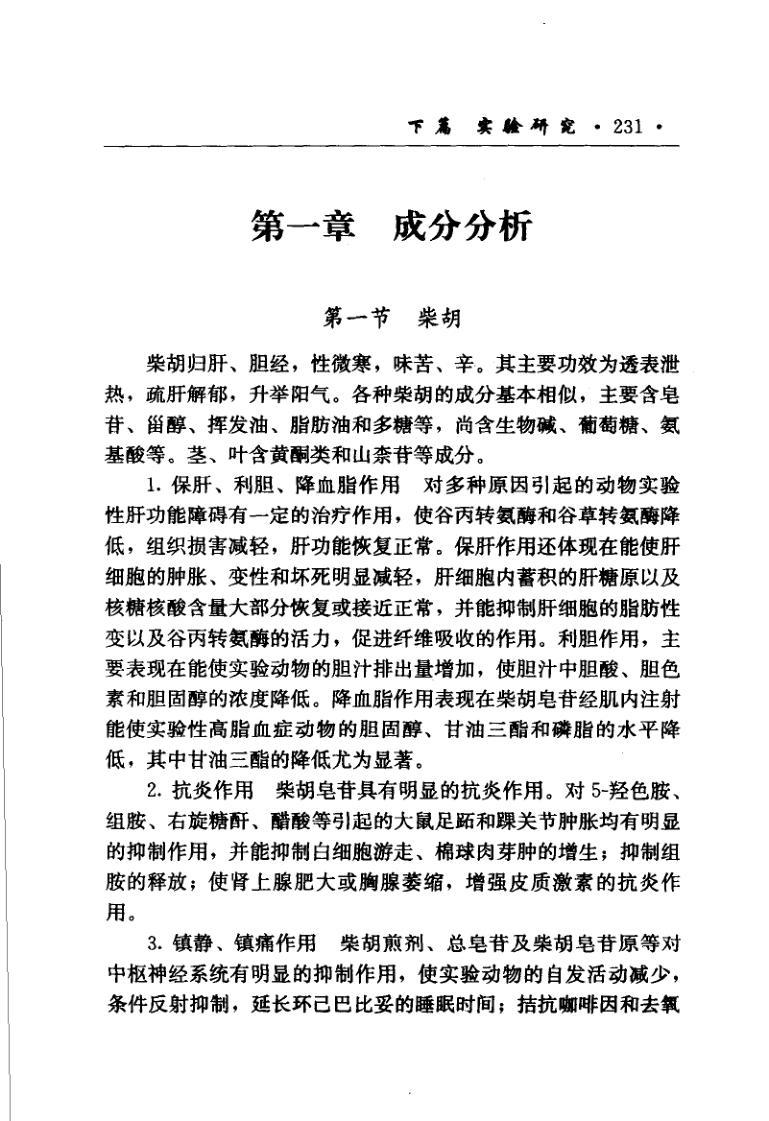 下篇 实验研究 · 231 ·
第一章 成分分析
第一节 柴胡
柴胡归肝、胆经，性微寒，味苦、辛。其主要功效为透表泄
热，疏肝解郁，升举阳气。各种柴胡的成分基本相似，主要含皂
苷、甾醇、挥发油、脂肪油和多糖等，尚含生物碱、葡萄糖、氨
基酸等。茎、叶含黄酮类和山柰苷等成分。
1. 保肝、利胆、降血脂作用 对多种原因引起的动物实验
性肝功能障碍有一定的治疗作用，使谷丙转氨酶和谷草转氨酶降
低，组织损害减轻，肝功能恢复正常。保肝作用还体现在能使肝
细胞的肿胀、变性和坏死明显减轻，肝细胞内蓄积的肝糖原以及
核糖核酸含量大部分恢复或接近正常，并能抑制肝细胞的脂肪性
变以及谷丙转氨酶的活力，促进纤维吸收的作用。利胆作用，主
要表现在能使实验动物的胆汁排出量增加，使胆汁中胆酸、胆色
素和胆固醇的浓度降低。降血脂作用表现在柴胡皂苷经肌内注射
能使实验性高脂血症动物的胆固醇、甘油三酯和磷脂的水平降
低，其中甘油三酯的降低尤为显著。
2. 抗炎作用 柴胡皂苷具有明显的抗炎作用。对 5-羟色胺、
组胺、右旋糖酐、醋酸等引起的大鼠足跖和踝关节肿胀均有明显
的抑制作用，并能抑制白细胞游走、棉球肉芽肿的增生；抑制组
胺的释放；使肾上腺肥大或胸腺萎缩，增强皮质激素的抗炎作
用。
3. 镇静、镇痛作用 柴胡煎剂、总皂苷及柴胡皂苷原等对
中枢神经系统有明显的抑制作用，使实验动物的自发活动减少，
条件反射抑制，延长环己巴比妥的睡眠时间；拮抗咖啡因和去氧